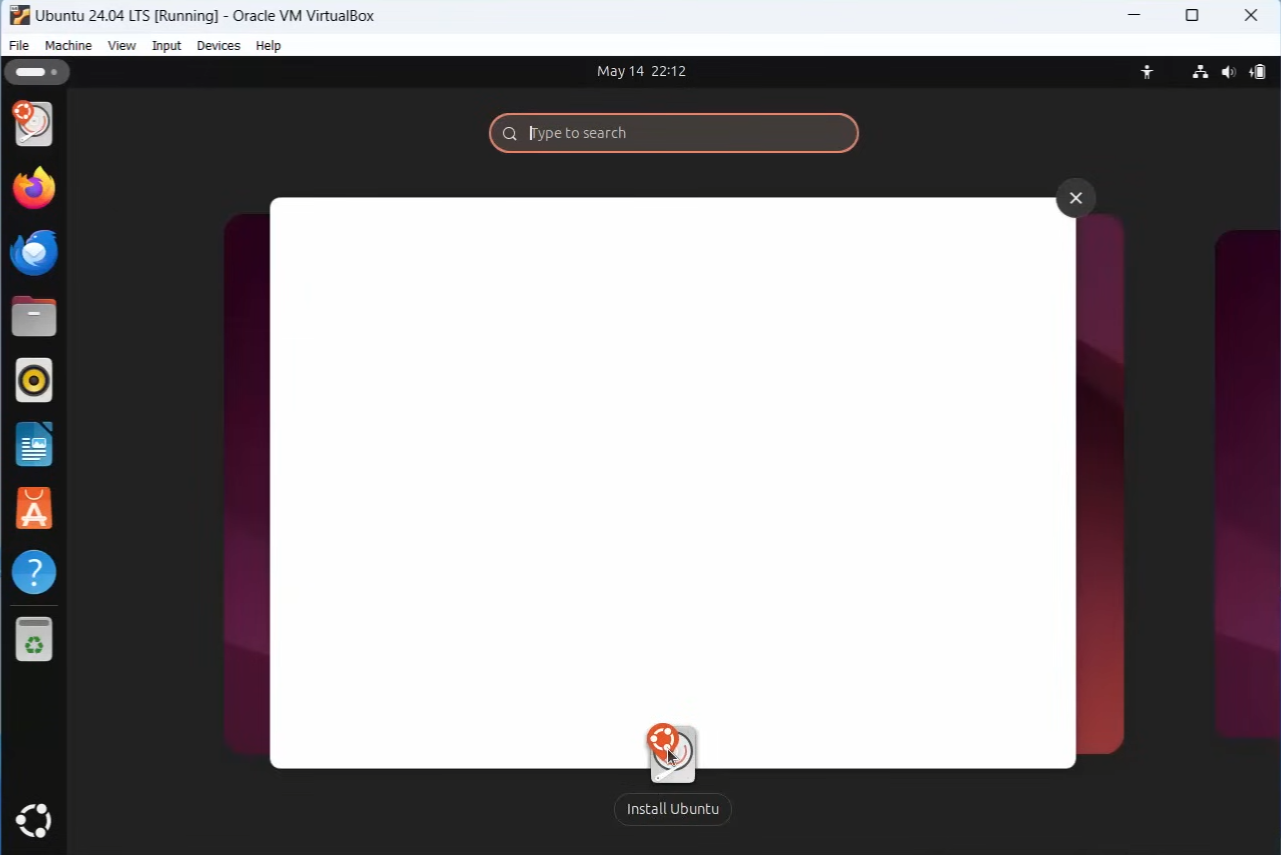 Ubuntu 24.04 LTS [Running] - Oracle VM VirtualBox
File Machine View Input Devices Help
May 14 22:12
Type to search
Install Ubuntu